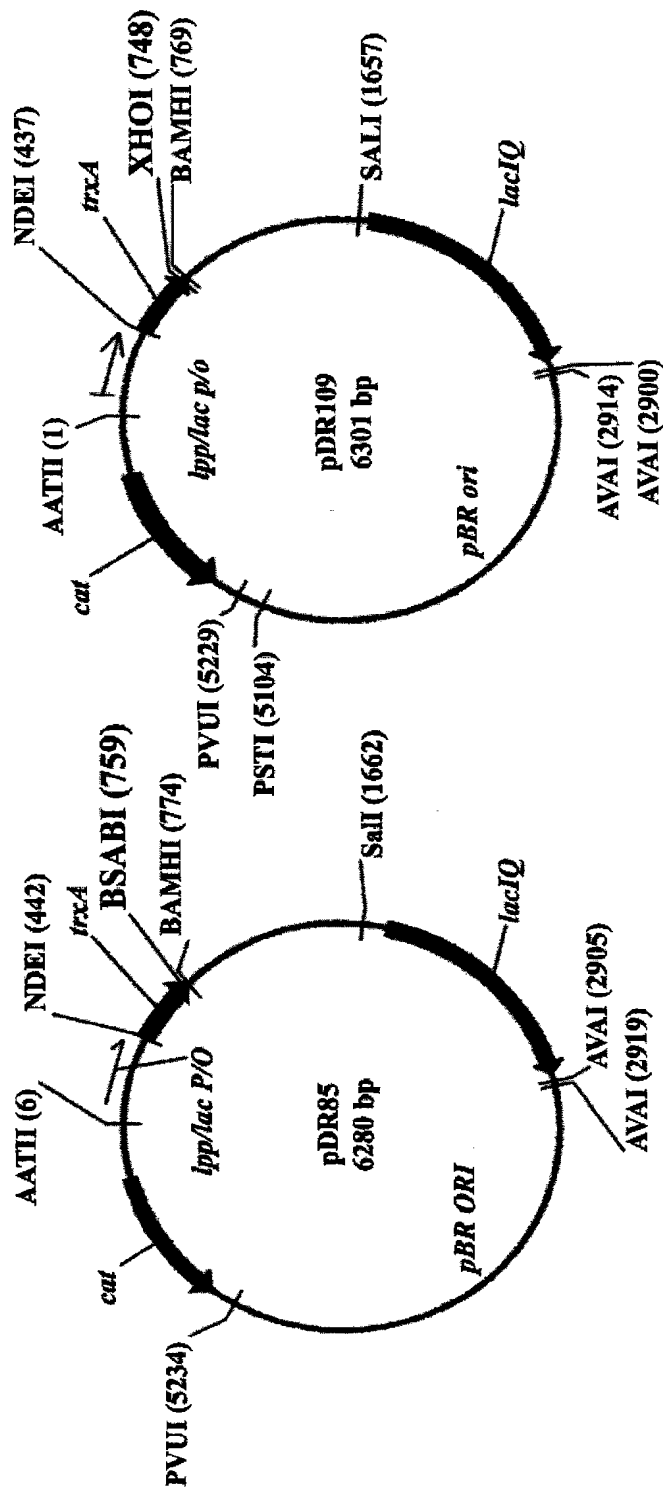 AATII (6)
NDEI (442)
trxA
BSABI (759)
BAMHI (774)
SalI (1662)
lacIQ
AVAI (2905)
AVAI (2919)
pBR ORI
PVUI (5234)
cat
lpp/lac P/O
pDR85
6280 bp
AATII (1)
NDEI (437)
trxA
XHOI (748)
BAMHI (769)
SALI (1657)
lacIQ
AVAI (2914)
AVAI (2900)
pBR ori
PSTI (5104)
PVUI (5229)
cat
lpp/lac p/o
pDR109
6301 bp